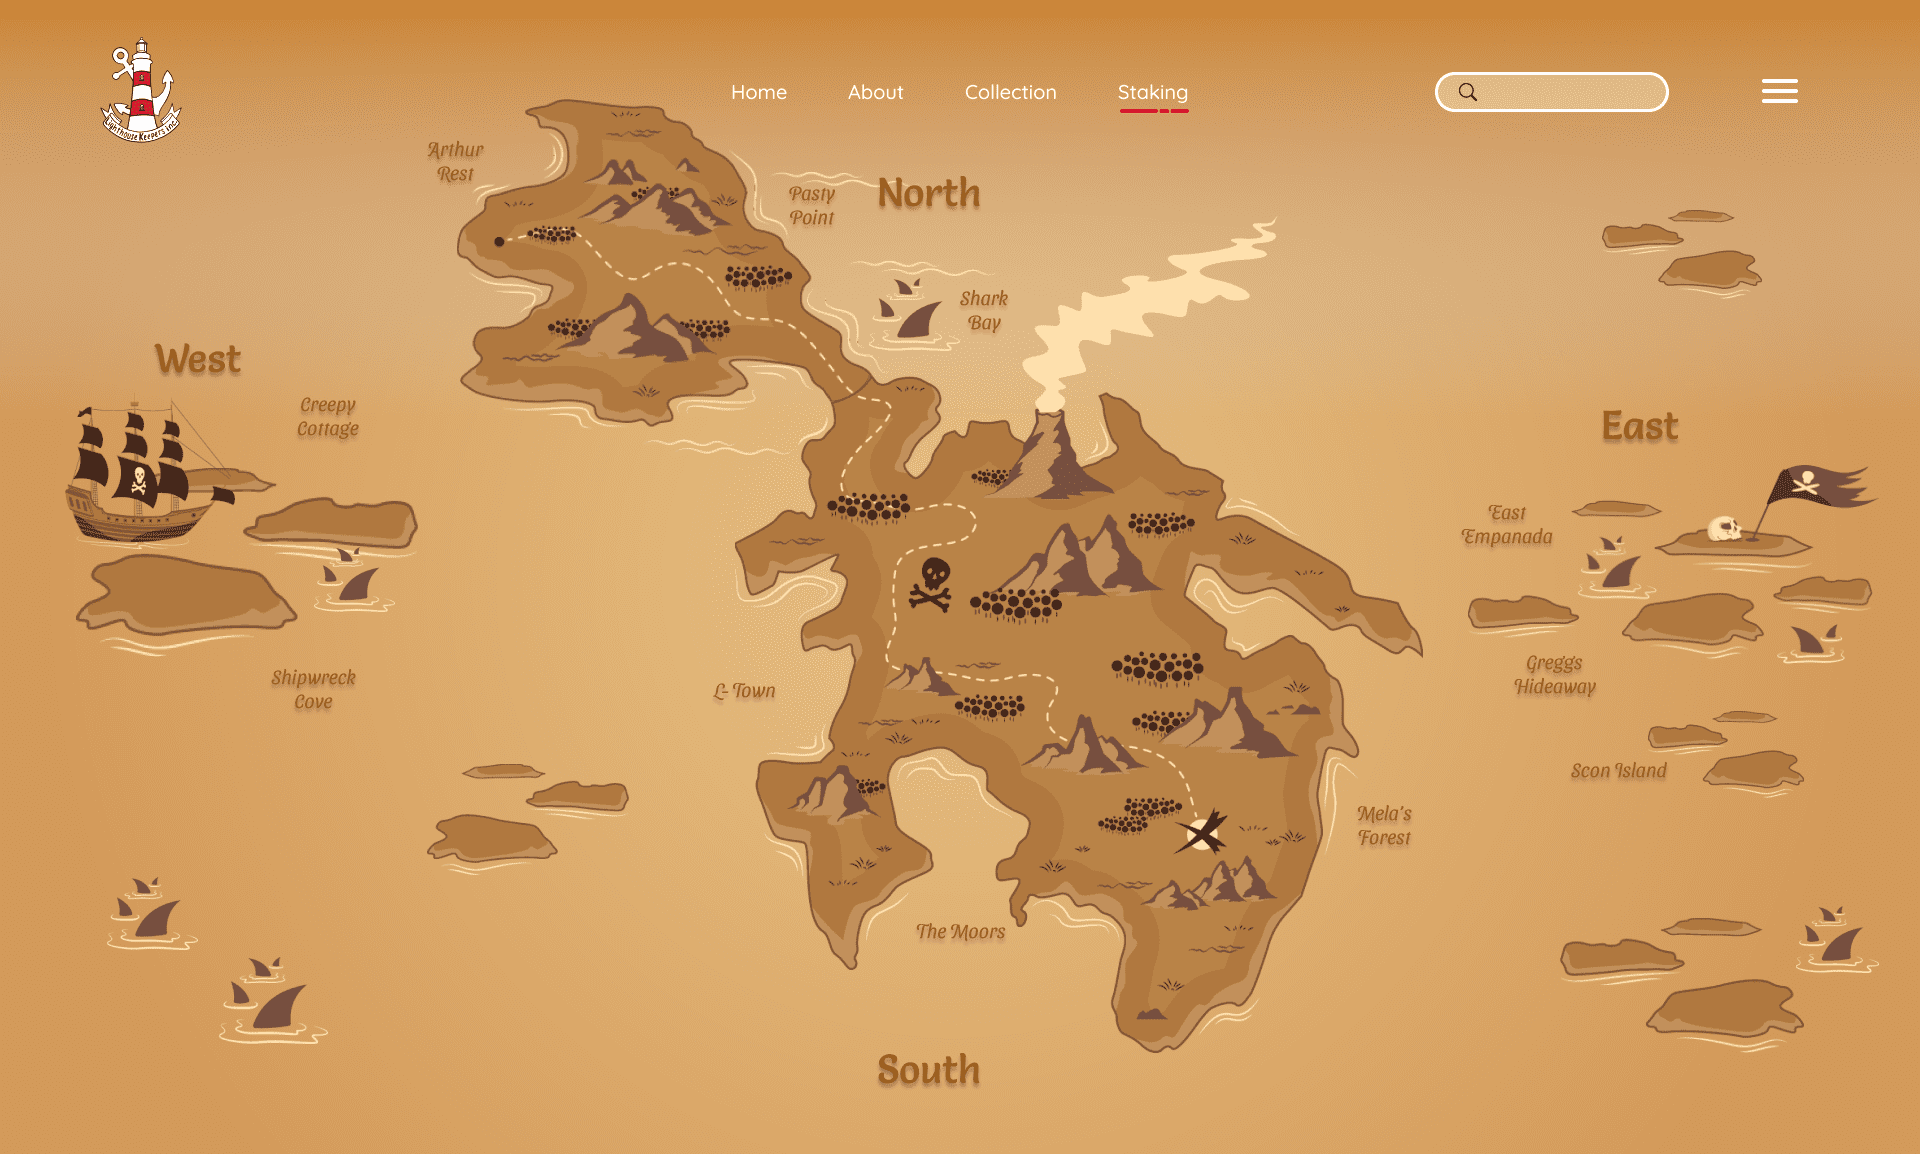 Lighthouse Keepers Inc.
Home
About
Collection
Staking
Arthur
Rest
Pasty
Point
North
Shark
Bay
West
Creepy
Cottage
East
East
Empanada
Shipwreck
Cove
L- Town
Greggs
Hideaway
Scon Island
Mela's
Forest
The Moors
South